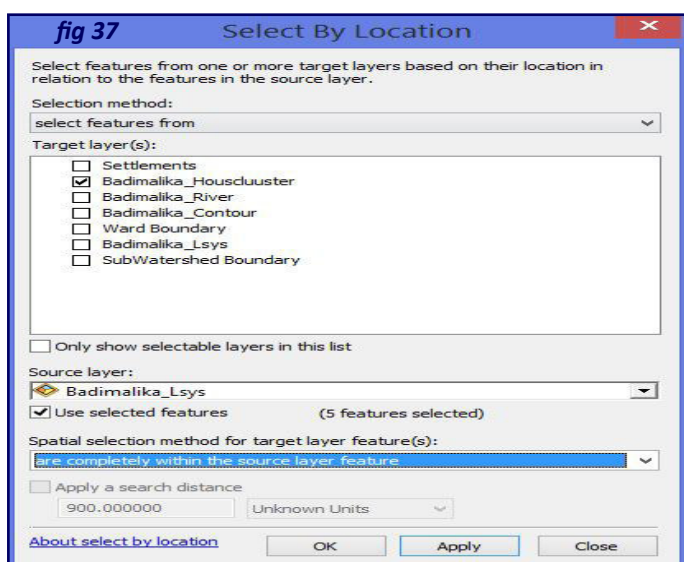 fig 37
Select By Location
Select features from one or more target layers based on their location in
relation to the features in the source layer.
Selection method:
select features from
Target layer(s):
Settlements
Badimalika_Houscluuster
Badimalika_River
Badimalika_Contour
Ward Boundary
Badimalika_Lsys
SubWatershed Boundary
Only show selectable layers in this list
Source layer:
Badimalika_Lsys
Use selected features (5 features selected)
Spatial selection method for target layer feature(s):
are completely within the source layer feature
Apply a search distance
900.000000 Unknown Units
About select by location OK Apply Close